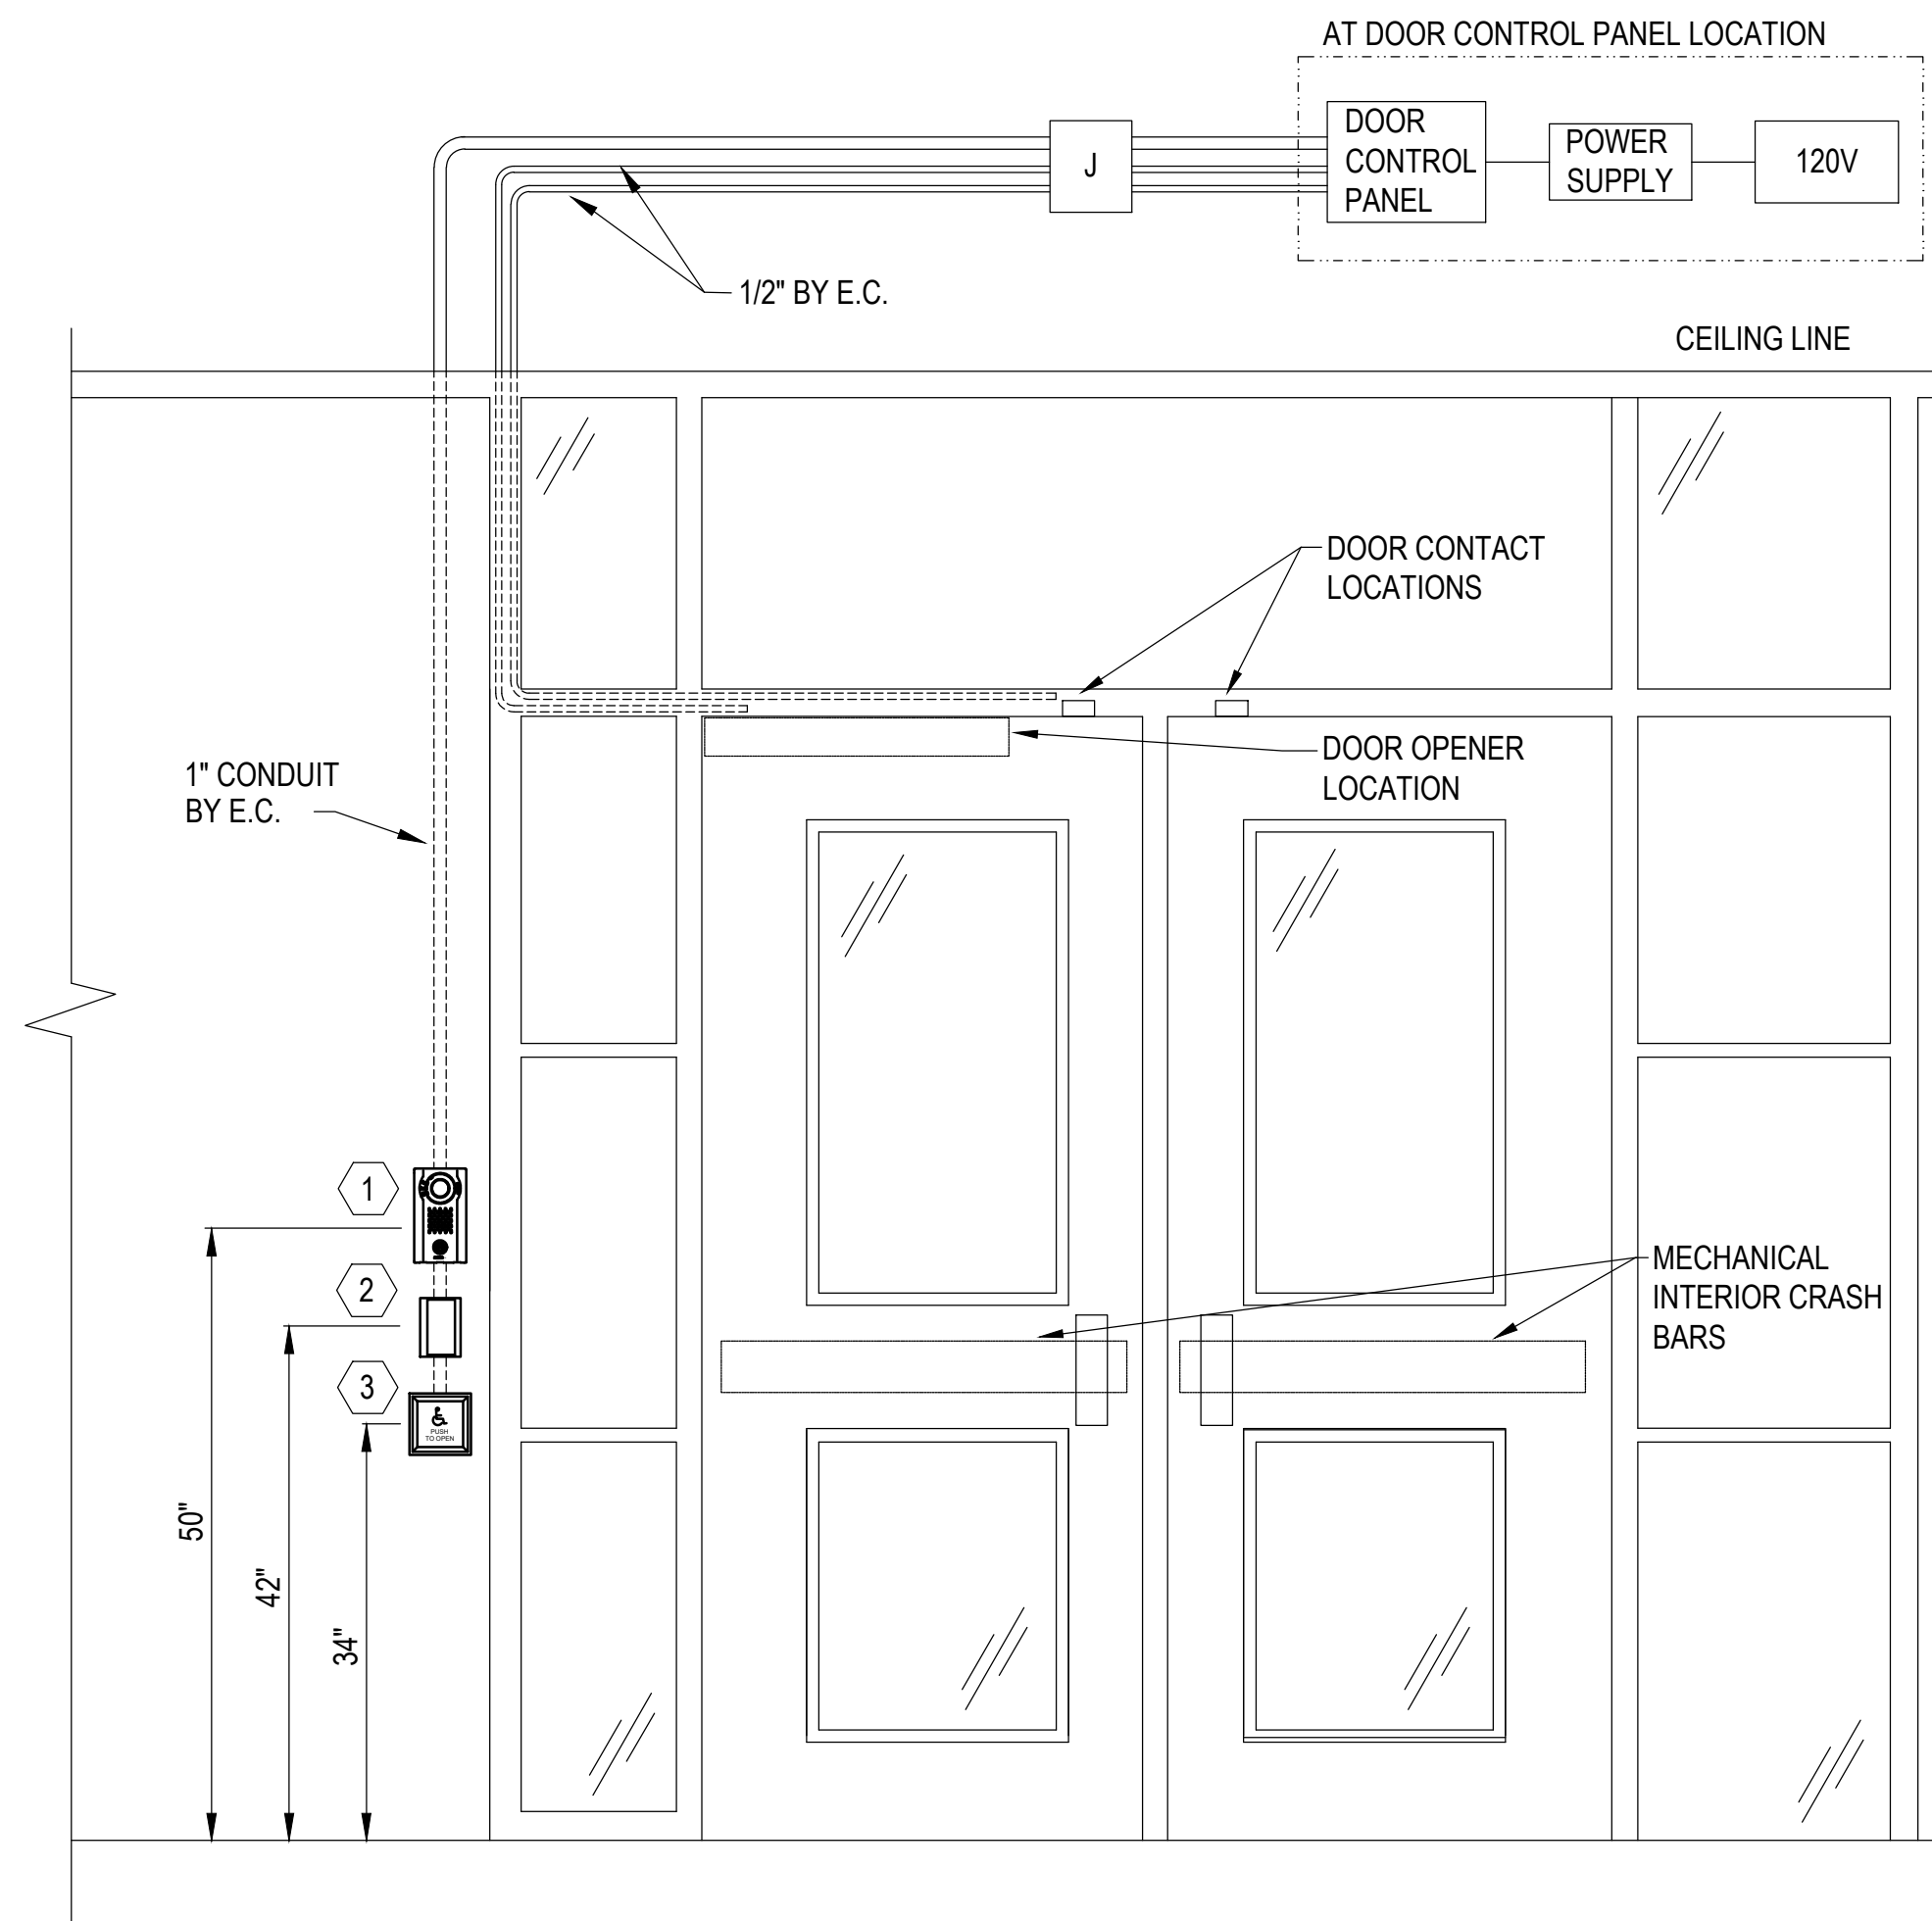 AT DOOR CONTROL PANEL LOCATION
DOOR
CONTROL
PANEL
POWER
SUPPLY
120V
J
1/2" BY E.C.
CEILING LINE
DOOR CONTACT
LOCATIONS
DOOR OPENER
LOCATION
1" CONDUIT
BY E.C.
1
2
3
PUSH
TO OPEN
MECHANICAL
INTERIOR CRASH
BARS
50"
42"
34"